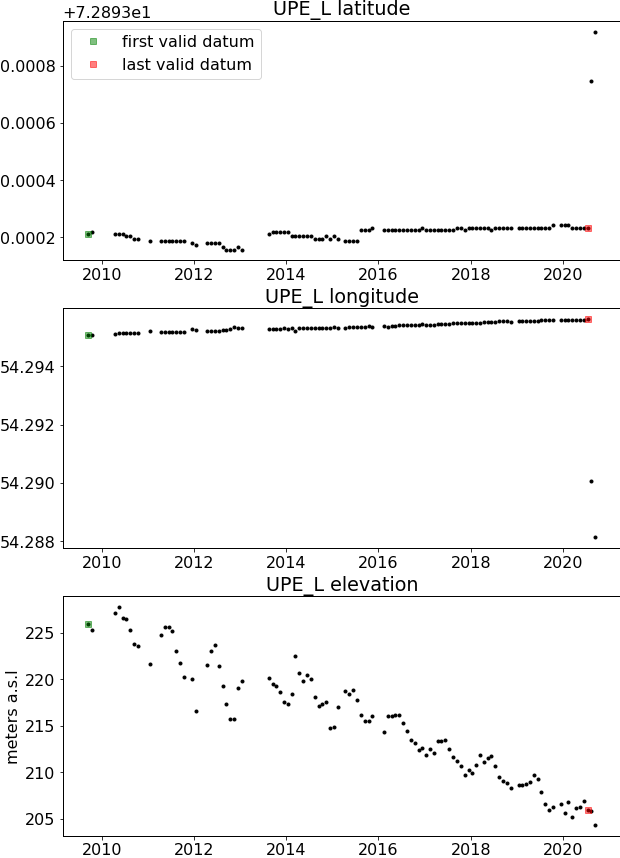 +7.2893e1
UPE_L latitude
first valid datum
last valid datum
0.0008
0.0006
0.0004
0.0002
2010 2012 2014 2016 2018 2020
UPE_L longitude
54.294
54.292
54.290
54.288
2010 2012 2014 2016 2018 2020
UPE_L elevation
meters a.s.l
225
220
215
210
205
2010 2012 2014 2016 2018 2020